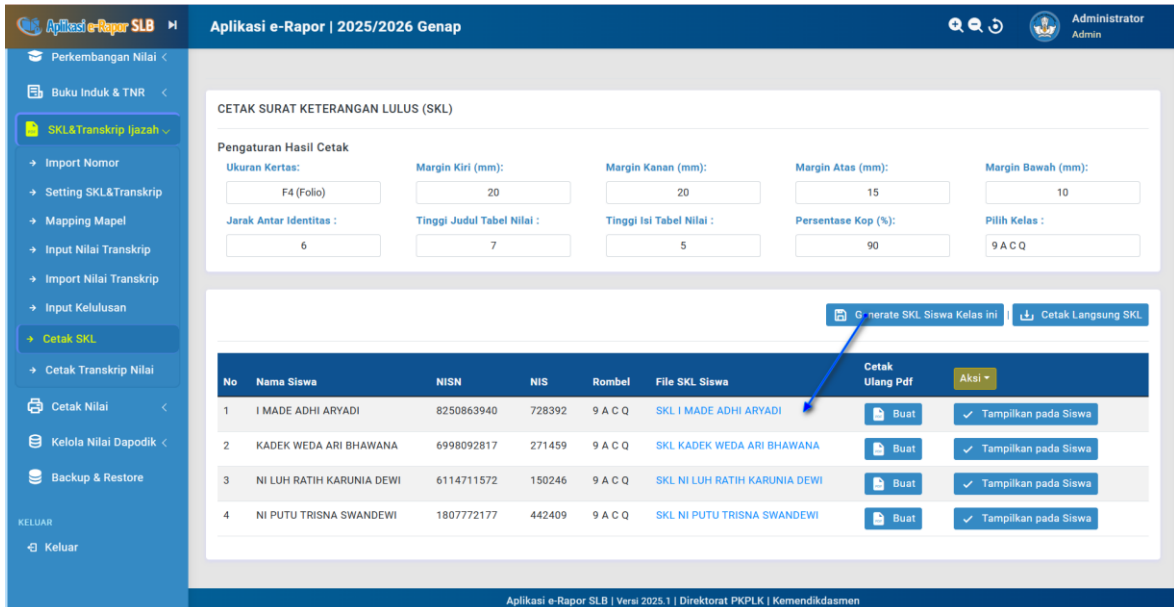 Aplikasi e-Rapor SLB
Aplikasi e-Rapor | 2025/2026 Genap
Administrator
Admin
Perkembangan Nilai <
Buku Induk & TNR <
SKL&Transkrip Ijazah
→ Import Nomor
→ Setting SKL&Transkrip
→ Mapping Mapel
→ Input Nilai Transkrip
→ Import Nilai Transkrip
→ Input Kelulusan
→ Cetak SKL
→ Cetak Transkrip Nilai
Cetak Nilai <
Kelola Nilai Dapodik <
Backup & Restore
KELUAR
Keluar
CETAK SURAT KETERANGAN LULUS (SKL)
Pengaturan Hasil Cetak
Ukuran Kertas: Margin Kiri (mm): Margin Kanan (mm): Margin Atas (mm): Margin Bawah (mm):
F4 (Folio) 20 20 15 10
Jarak Antar Identitas : Tinggi Judul Tabel Nilai : Tinggi Isi Tabel Nilai : Persentase Kop (%): Pilih Kelas :
6 7 5 90 9 A C Q
Generate SKL Siswa Kelas ini | Cetak Langsung SKL
No Nama Siswa NISN NIS Rombel File SKL Siswa Cetak Ulang Pdf Aksi
1 I MADE ADHI ARYADI 8250863940 728392 9 A C Q SKL I MADE ADHI ARYADI Buat Tampilkan pada Siswa
2 KADEK WEDA ARI BHAWANA 6998092817 271459 9 A C Q SKL KADEK WEDA ARI BHAWANA Buat Tampilkan pada Siswa
3 NI LUH RATIH KARUNIA DEWI 6114711572 150246 9 A C Q SKL NI LUH RATIH KARUNIA DEWI Buat Tampilkan pada Siswa
4 NI PUTU TRISNA SWANDEWI 1807772177 442409 9 A C Q SKL NI PUTU TRISNA SWANDEWI Buat Tampilkan pada Siswa
Aplikasi e-Rapor SLB | Versi 2025.1 | Direktorat PKPLK | Kemendikdasmen